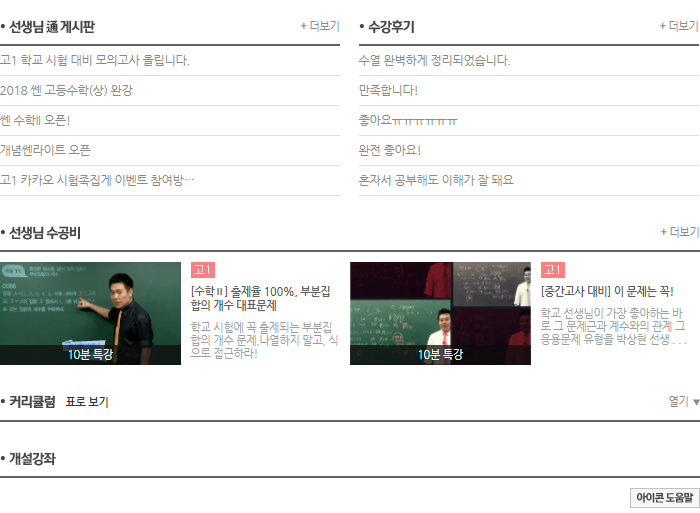 • 선생님 通 게시판
+ 더보기
고1 학교 시험 대비 모의고사 올립니다.
2018 쎈 고등수학(상) 완강
쎈 수학II 오픈!
개념쎈라이트 오픈
고1 카카오 시험족집게 이벤트 참여방…
• 수강후기
+ 더보기
수열 완벽하게 정리되었습니다.
만족합니다!
좋아요ㅠㅠㅠㅠㅠㅠ
완전 좋아요!
혼자서 공부해도 이해가 잘 돼요
• 선생님 수공비
+ 더보기
10분 특강
고1
[수학Ⅱ] 출제율 100%, 부분집
합의 개수 대표문제
학교 시험에 꼭 출제되는 부분집
합의 개수 문제,나열하지 말고, 식
으로 접근하라!
10분 특강
고1
[중간고사 대비] 이 문제는 꼭!
학교 선생님이 가장 좋아하는 바
로 그 문제근과 계수와의 관계 그
응용문제 유형을 박상현 선생 . . .
• 커리큘럼 표로 보기
열기 ▼
• 개설강좌
아이콘 도움말